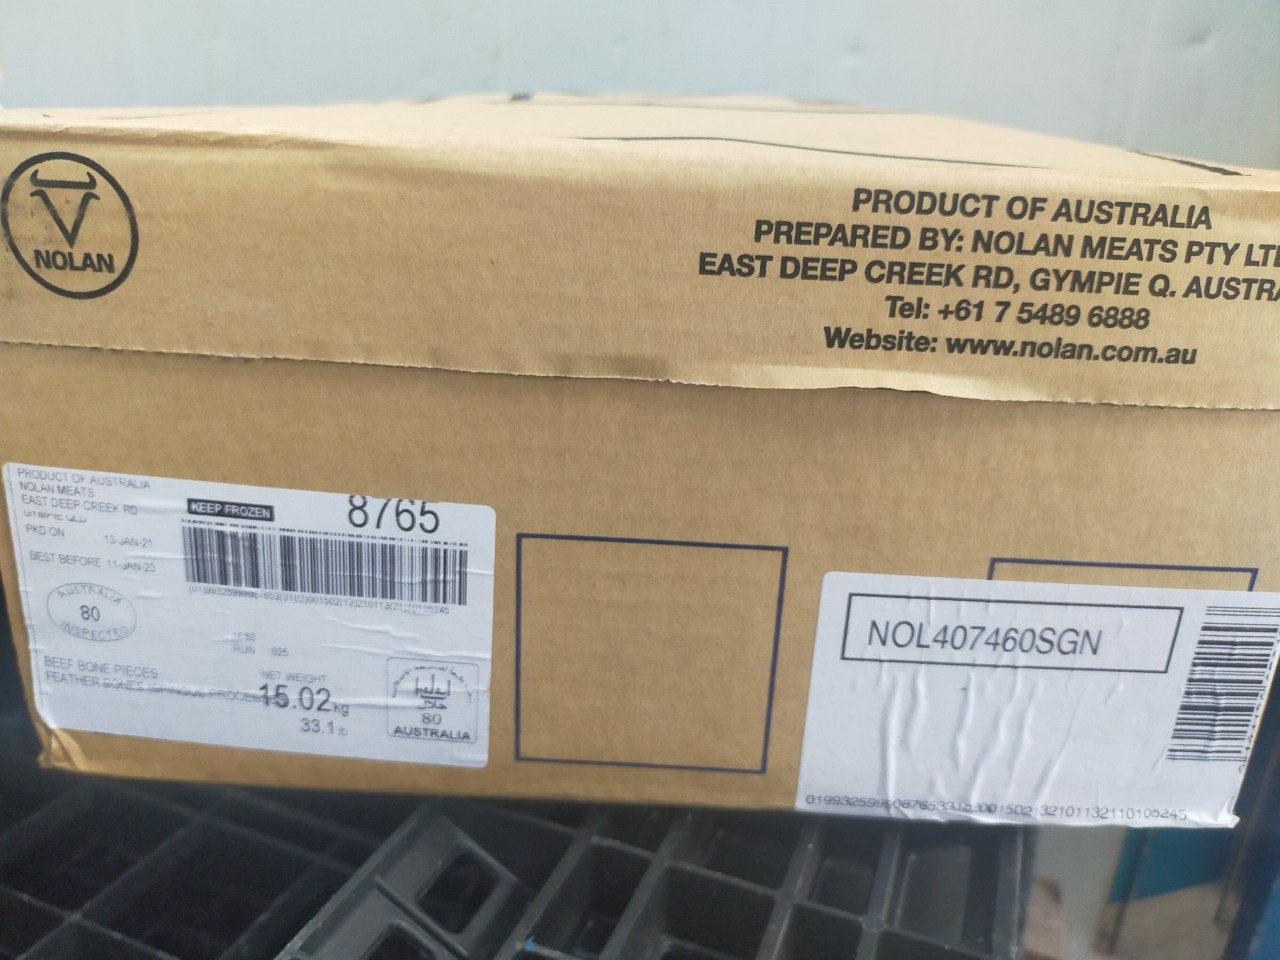 NOLAN
PRODUCT OF AUSTRALIA
PREPARED BY: NOLAN MEATS PTY
EAST DEEP CREEK RD, GYMPIE Q.
Tel: +61 7 5489 6888
Website: www.nolan.com.au
PRODUCT OF AUSTRALIA
NOLAN MEATS
EAST DEEP CREEK RD
GYMPIE QLD
PKD ON 13-JAN-21
BEST BEFORE 11-JAN-23
KEEP FROZEN
8765
AUSTRALIA
80
INSPECTED
RUN 925
BEEF BONE PIECES
FEATHER BONES
NET WEIGHT
15.02 kg
33.1 lb
حلال
80
AUSTRALIA
NOL407460SGN